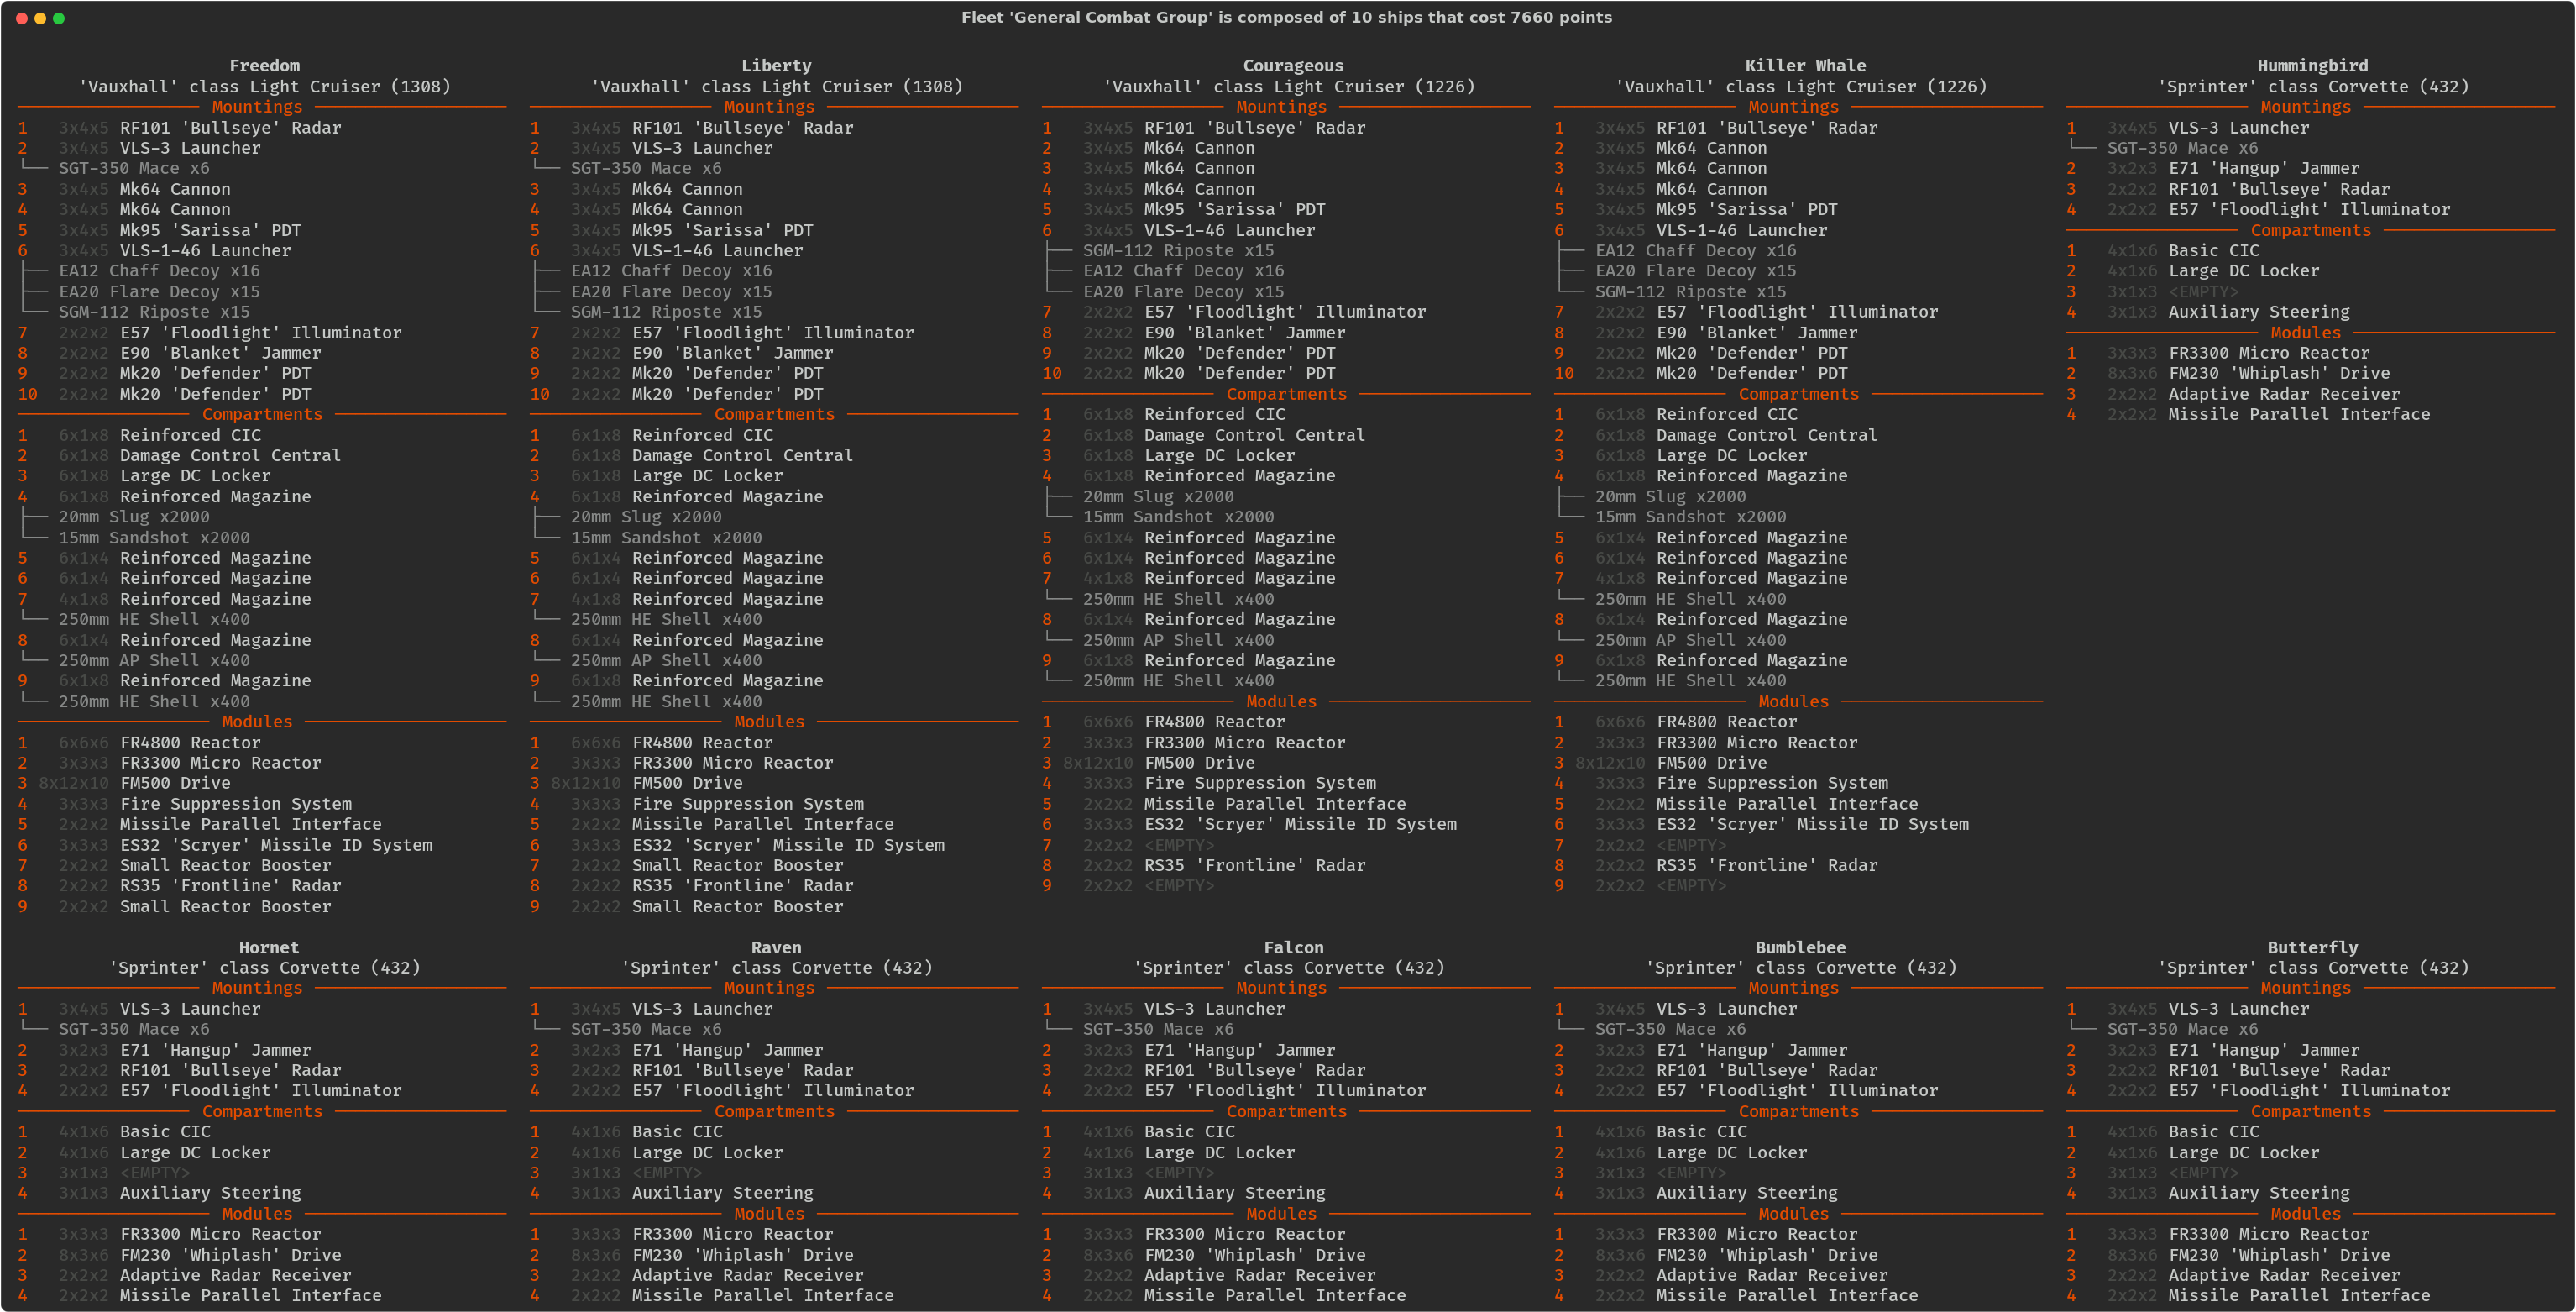 Fleet 'General Combat Group' is composed of 10 ships that cost 7660 points
Freedom
'Vauxhall' class Light Cruiser (1308)
Mountings
1 3x4x5 RF101 'Bullseye' Radar
2 3x4x5 VLS-3 Launcher
SGT-350 Mace x6
3 3x4x5 Mk64 Cannon
4 3x4x5 Mk64 Cannon
5 3x4x5 Mk95 'Sarissa' PDT
6 3x4x5 VLS-1-46 Launcher
EA12 Chaff Decoy x16
EA20 Flare Decoy x15
SGM-112 Riposte x15
7 2x2x2 E57 'Floodlight' Illuminator
8 2x2x2 E90 'Blanket' Jammer
9 2x2x2 Mk20 'Defender' PDT
10 2x2x2 Mk20 'Defender' PDT
Compartments
1 6x1x8 Reinforced CIC
2 6x1x8 Damage Control Central
3 6x1x8 Large DC Locker
4 6x1x8 Reinforced Magazine
20mm Slug x2000
15mm Sandshot x2000
5 6x1x4 Reinforced Magazine
6 6x1x4 Reinforced Magazine
7 4x1x8 Reinforced Magazine
250mm HE Shell x400
8 6x1x4 Reinforced Magazine
250mm AP Shell x400
9 6x1x8 Reinforced Magazine
250mm HE Shell x400
Modules
1 6x6x6 FR4800 Reactor
2 3x3x3 FR3300 Micro Reactor
3 8x12x10 FM500 Drive
4 3x3x3 Fire Suppression System
5 2x2x2 Missile Parallel Interface
6 3x3x3 ES32 'Scryer' Missile ID System
7 2x2x2 Small Reactor Booster
8 2x2x2 RS35 'Frontline' Radar
9 2x2x2 Small Reactor Booster
Liberty
'Vauxhall' class Light Cruiser (1308)
Mountings
1 3x4x5 RF101 'Bullseye' Radar
2 3x4x5 VLS-3 Launcher
SGT-350 Mace x6
3 3x4x5 Mk64 Cannon
4 3x4x5 Mk64 Cannon
5 3x4x5 Mk95 'Sarissa' PDT
6 3x4x5 VLS-1-46 Launcher
EA12 Chaff Decoy x16
EA20 Flare Decoy x15
SGM-112 Riposte x15
7 2x2x2 E57 'Floodlight' Illuminator
8 2x2x2 E90 'Blanket' Jammer
9 2x2x2 Mk20 'Defender' PDT
10 2x2x2 Mk20 'Defender' PDT
Compartments
1 6x1x8 Reinforced CIC
2 6x1x8 Damage Control Central
3 6x1x8 Large DC Locker
4 6x1x8 Reinforced Magazine
20mm Slug x2000
15mm Sandshot x2000
5 6x1x4 Reinforced Magazine
6 6x1x4 Reinforced Magazine
7 4x1x8 Reinforced Magazine
250mm HE Shell x400
8 6x1x4 Reinforced Magazine
250mm AP Shell x400
9 6x1x8 Reinforced Magazine
250mm HE Shell x400
Modules
1 6x6x6 FR4800 Reactor
2 3x3x3 FR3300 Micro Reactor
3 8x12x10 FM500 Drive
4 3x3x3 Fire Suppression System
5 2x2x2 Missile Parallel Interface
6 3x3x3 ES32 'Scryer' Missile ID System
7 2x2x2 Small Reactor Booster
8 2x2x2 RS35 'Frontline' Radar
9 2x2x2 Small Reactor Booster
Courageous
'Vauxhall' class Light Cruiser (1226)
Mountings
1 3x4x5 RF101 'Bullseye' Radar
2 3x4x5 Mk64 Cannon
3 3x4x5 Mk64 Cannon
4 3x4x5 Mk64 Cannon
5 3x4x5 Mk95 'Sarissa' PDT
6 3x4x5 VLS-1-46 Launcher
SGM-112 Riposte x15
EA12 Chaff Decoy x16
EA20 Flare Decoy x15
7 2x2x2 E57 'Floodlight' Illuminator
8 2x2x2 E90 'Blanket' Jammer
9 2x2x2 Mk20 'Defender' PDT
10 2x2x2 Mk20 'Defender' PDT
Compartments
1 6x1x8 Reinforced CIC
2 6x1x8 Damage Control Central
3 6x1x8 Large DC Locker
4 6x1x8 Reinforced Magazine
20mm Slug x2000
15mm Sandshot x2000
5 6x1x4 Reinforced Magazine
6 6x1x4 Reinforced Magazine
7 4x1x8 Reinforced Magazine
250mm HE Shell x400
8 6x1x4 Reinforced Magazine
250mm AP Shell x400
9 6x1x8 Reinforced Magazine
250mm HE Shell x400
Modules
1 6x6x6 FR4800 Reactor
2 3x3x3 FR3300 Micro Reactor
3 8x12x10 FM500 Drive
4 3x3x3 Fire Suppression System
5 2x2x2 Missile Parallel Interface
6 3x3x3 ES32 'Scryer' Missile ID System
7 2x2x2 <EMPTY>
8 2x2x2 RS35 'Frontline' Radar
9 2x2x2 <EMPTY>
Killer Whale
'Vauxhall' class Light Cruiser (1226)
Mountings
1 3x4x5 RF101 'Bullseye' Radar
2 3x4x5 Mk64 Cannon
3 3x4x5 Mk64 Cannon
4 3x4x5 Mk64 Cannon
5 3x4x5 Mk95 'Sarissa' PDT
6 3x4x5 VLS-1-46 Launcher
EA12 Chaff Decoy x16
EA20 Flare Decoy x15
SGM-112 Riposte x15
7 2x2x2 E57 'Floodlight' Illuminator
8 2x2x2 E90 'Blanket' Jammer
9 2x2x2 Mk20 'Defender' PDT
10 2x2x2 Mk20 'Defender' PDT
Compartments
1 6x1x8 Reinforced CIC
2 6x1x8 Damage Control Central
3 6x1x8 Large DC Locker
4 6x1x8 Reinforced Magazine
20mm Slug x2000
15mm Sandshot x2000
5 6x1x4 Reinforced Magazine
6 6x1x4 Reinforced Magazine
7 4x1x8 Reinforced Magazine
250mm HE Shell x400
8 6x1x4 Reinforced Magazine
250mm AP Shell x400
9 6x1x8 Reinforced Magazine
250mm HE Shell x400
Modules
1 6x6x6 FR4800 Reactor
2 3x3x3 FR3300 Micro Reactor
3 8x12x10 FM500 Drive
4 3x3x3 Fire Suppression System
5 2x2x2 Missile Parallel Interface
6 3x3x3 ES32 'Scryer' Missile ID System
7 2x2x2 <EMPTY>
8 2x2x2 RS35 'Frontline' Radar
9 2x2x2 <EMPTY>
Hummingbird
'Sprinter' class Corvette (432)
Mountings
1 3x4x5 VLS-3 Launcher
SGT-350 Mace x6
2 3x2x3 E71 'Hangup' Jammer
3 2x2x2 RF101 'Bullseye' Radar
4 2x2x2 E57 'Floodlight' Illuminator
Compartments
1 4x1x6 Basic CIC
2 4x1x6 Large DC Locker
3 3x1x3 <EMPTY>
4 3x1x3 Auxiliary Steering
Modules
1 3x3x3 FR3300 Micro Reactor
2 8x3x6 FM230 'Whiplash' Drive
3 2x2x2 Adaptive Radar Receiver
4 2x2x2 Missile Parallel Interface
Hornet
'Sprinter' class Corvette (432)
Mountings
1 3x4x5 VLS-3 Launcher
SGT-350 Mace x6
2 3x2x3 E71 'Hangup' Jammer
3 2x2x2 RF101 'Bullseye' Radar
4 2x2x2 E57 'Floodlight' Illuminator
Compartments
1 4x1x6 Basic CIC
2 4x1x6 Large DC Locker
3 3x1x3 <EMPTY>
4 3x1x3 Auxiliary Steering
Modules
1 3x3x3 FR3300 Micro Reactor
2 8x3x6 FM230 'Whiplash' Drive
3 2x2x2 Adaptive Radar Receiver
4 2x2x2 Missile Parallel Interface
Raven
'Sprinter' class Corvette (432)
Mountings
1 3x4x5 VLS-3 Launcher
SGT-350 Mace x6
2 3x2x3 E71 'Hangup' Jammer
3 2x2x2 RF101 'Bullseye' Radar
4 2x2x2 E57 'Floodlight' Illuminator
Compartments
1 4x1x6 Basic CIC
2 4x1x6 Large DC Locker
3 3x1x3 <EMPTY>
4 3x1x3 Auxiliary Steering
Modules
1 3x3x3 FR3300 Micro Reactor
2 8x3x6 FM230 'Whiplash' Drive
3 2x2x2 Adaptive Radar Receiver
4 2x2x2 Missile Parallel Interface
Falcon
'Sprinter' class Corvette (432)
Mountings
1 3x4x5 VLS-3 Launcher
SGT-350 Mace x6
2 3x2x3 E71 'Hangup' Jammer
3 2x2x2 RF101 'Bullseye' Radar
4 2x2x2 E57 'Floodlight' Illuminator
Compartments
1 4x1x6 Basic CIC
2 4x1x6 Large DC Locker
3 3x1x3 <EMPTY>
4 3x1x3 Auxiliary Steering
Modules
1 3x3x3 FR3300 Micro Reactor
2 8x3x6 FM230 'Whiplash' Drive
3 2x2x2 Adaptive Radar Receiver
4 2x2x2 Missile Parallel Interface
Bumblebee
'Sprinter' class Corvette (432)
Mountings
1 3x4x5 VLS-3 Launcher
SGT-350 Mace x6
2 3x2x3 E71 'Hangup' Jammer
3 2x2x2 RF101 'Bullseye' Radar
4 2x2x2 E57 'Floodlight' Illuminator
Compartments
1 4x1x6 Basic CIC
2 4x1x6 Large DC Locker
3 3x1x3 <EMPTY>
4 3x1x3 Auxiliary Steering
Modules
1 3x3x3 FR3300 Micro Reactor
2 8x3x6 FM230 'Whiplash' Drive
3 2x2x2 Adaptive Radar Receiver
4 2x2x2 Missile Parallel Interface
Butterfly
'Sprinter' class Corvette (432)
Mountings
1 3x4x5 VLS-3 Launcher
SGT-350 Mace x6
2 3x2x3 E71 'Hangup' Jammer
3 2x2x2 RF101 'Bullseye' Radar
4 2x2x2 E57 'Floodlight' Illuminator
Compartments
1 4x1x6 Basic CIC
2 4x1x6 Large DC Locker
3 3x1x3 <EMPTY>
4 3x1x3 Auxiliary Steering
Modules
1 3x3x3 FR3300 Micro Reactor
2 8x3x6 FM230 'Whiplash' Drive
3 2x2x2 Adaptive Radar Receiver
4 2x2x2 Missile Parallel Interface